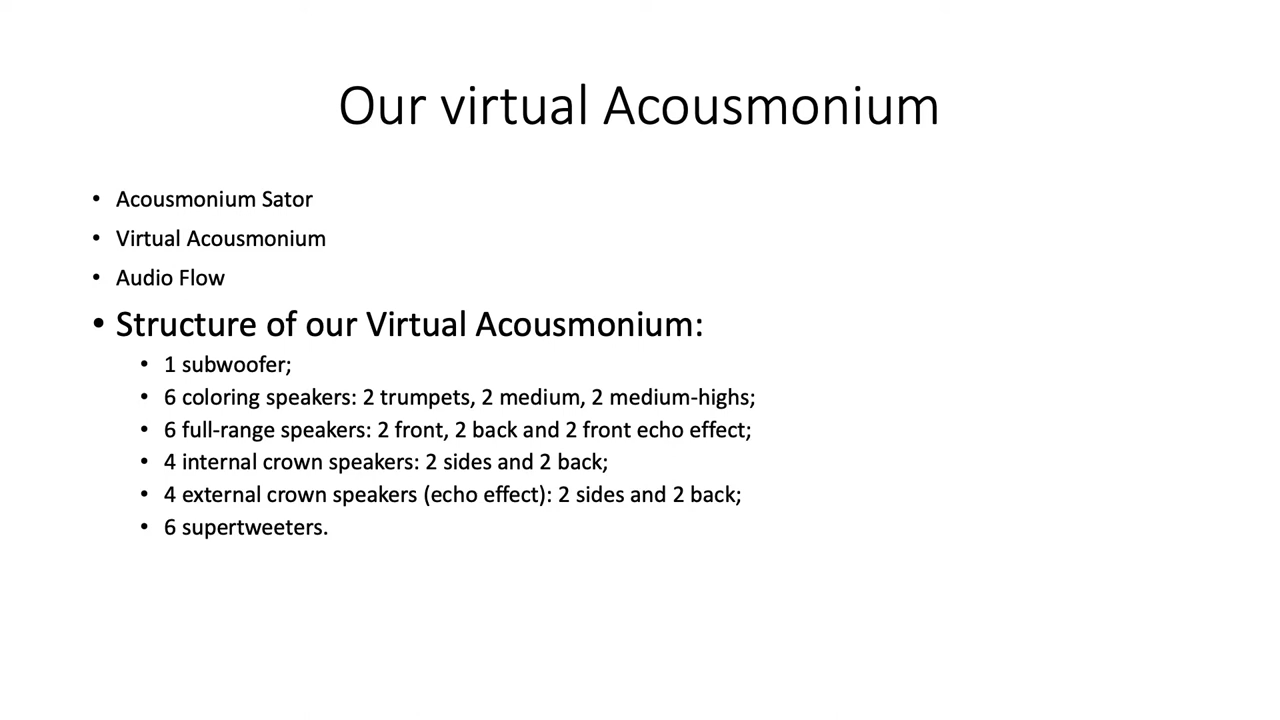 Our virtual Acousmonium
• Acousmonium Sator
• Virtual Acousmonium
• Audio Flow
• Structure of our Virtual Acousmonium:
• 1 subwoofer;
• 6 coloring speakers: 2 trumpets, 2 medium, 2 medium-highs;
• 6 full-range speakers: 2 front, 2 back and 2 front echo effect;
• 4 internal crown speakers: 2 sides and 2 back;
• 4 external crown speakers (echo effect): 2 sides and 2 back;
• 6 supertweeters.